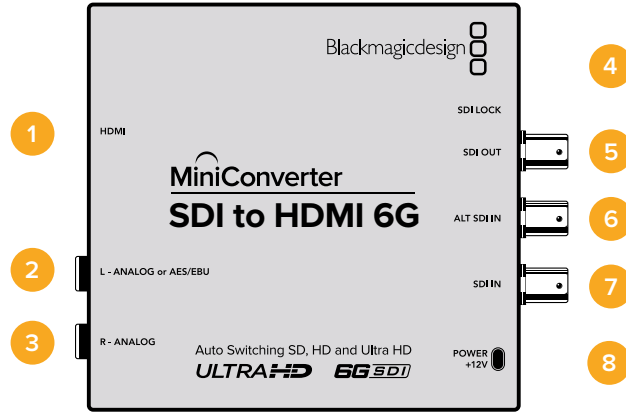 Blackmagicdesign
4
SDI LOCK
1
HDMI
SDI OUT
5
MiniConverter
SDI to HDMI 6G
ALT SDI IN
6
2
L - ANALOG or AES/EBU
SDI IN
7
3
R - ANALOG
Auto Switching SD, HD and Ultra HD
POWER
+12V
8
ULTRA HD
6G SDI